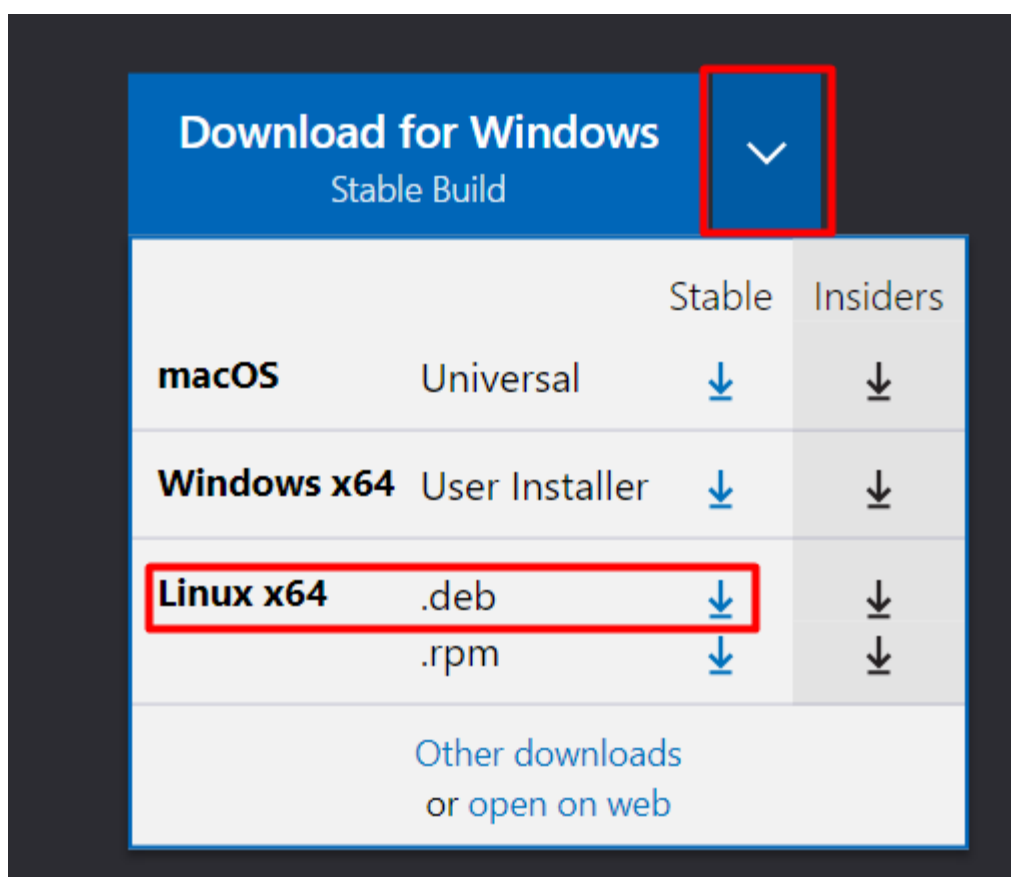 Download for Windows
Stable Build
Stable Insiders
macOS Universal
Windows x64 User Installer
Linux x64 .deb
.rpm
Other downloads
or open on web